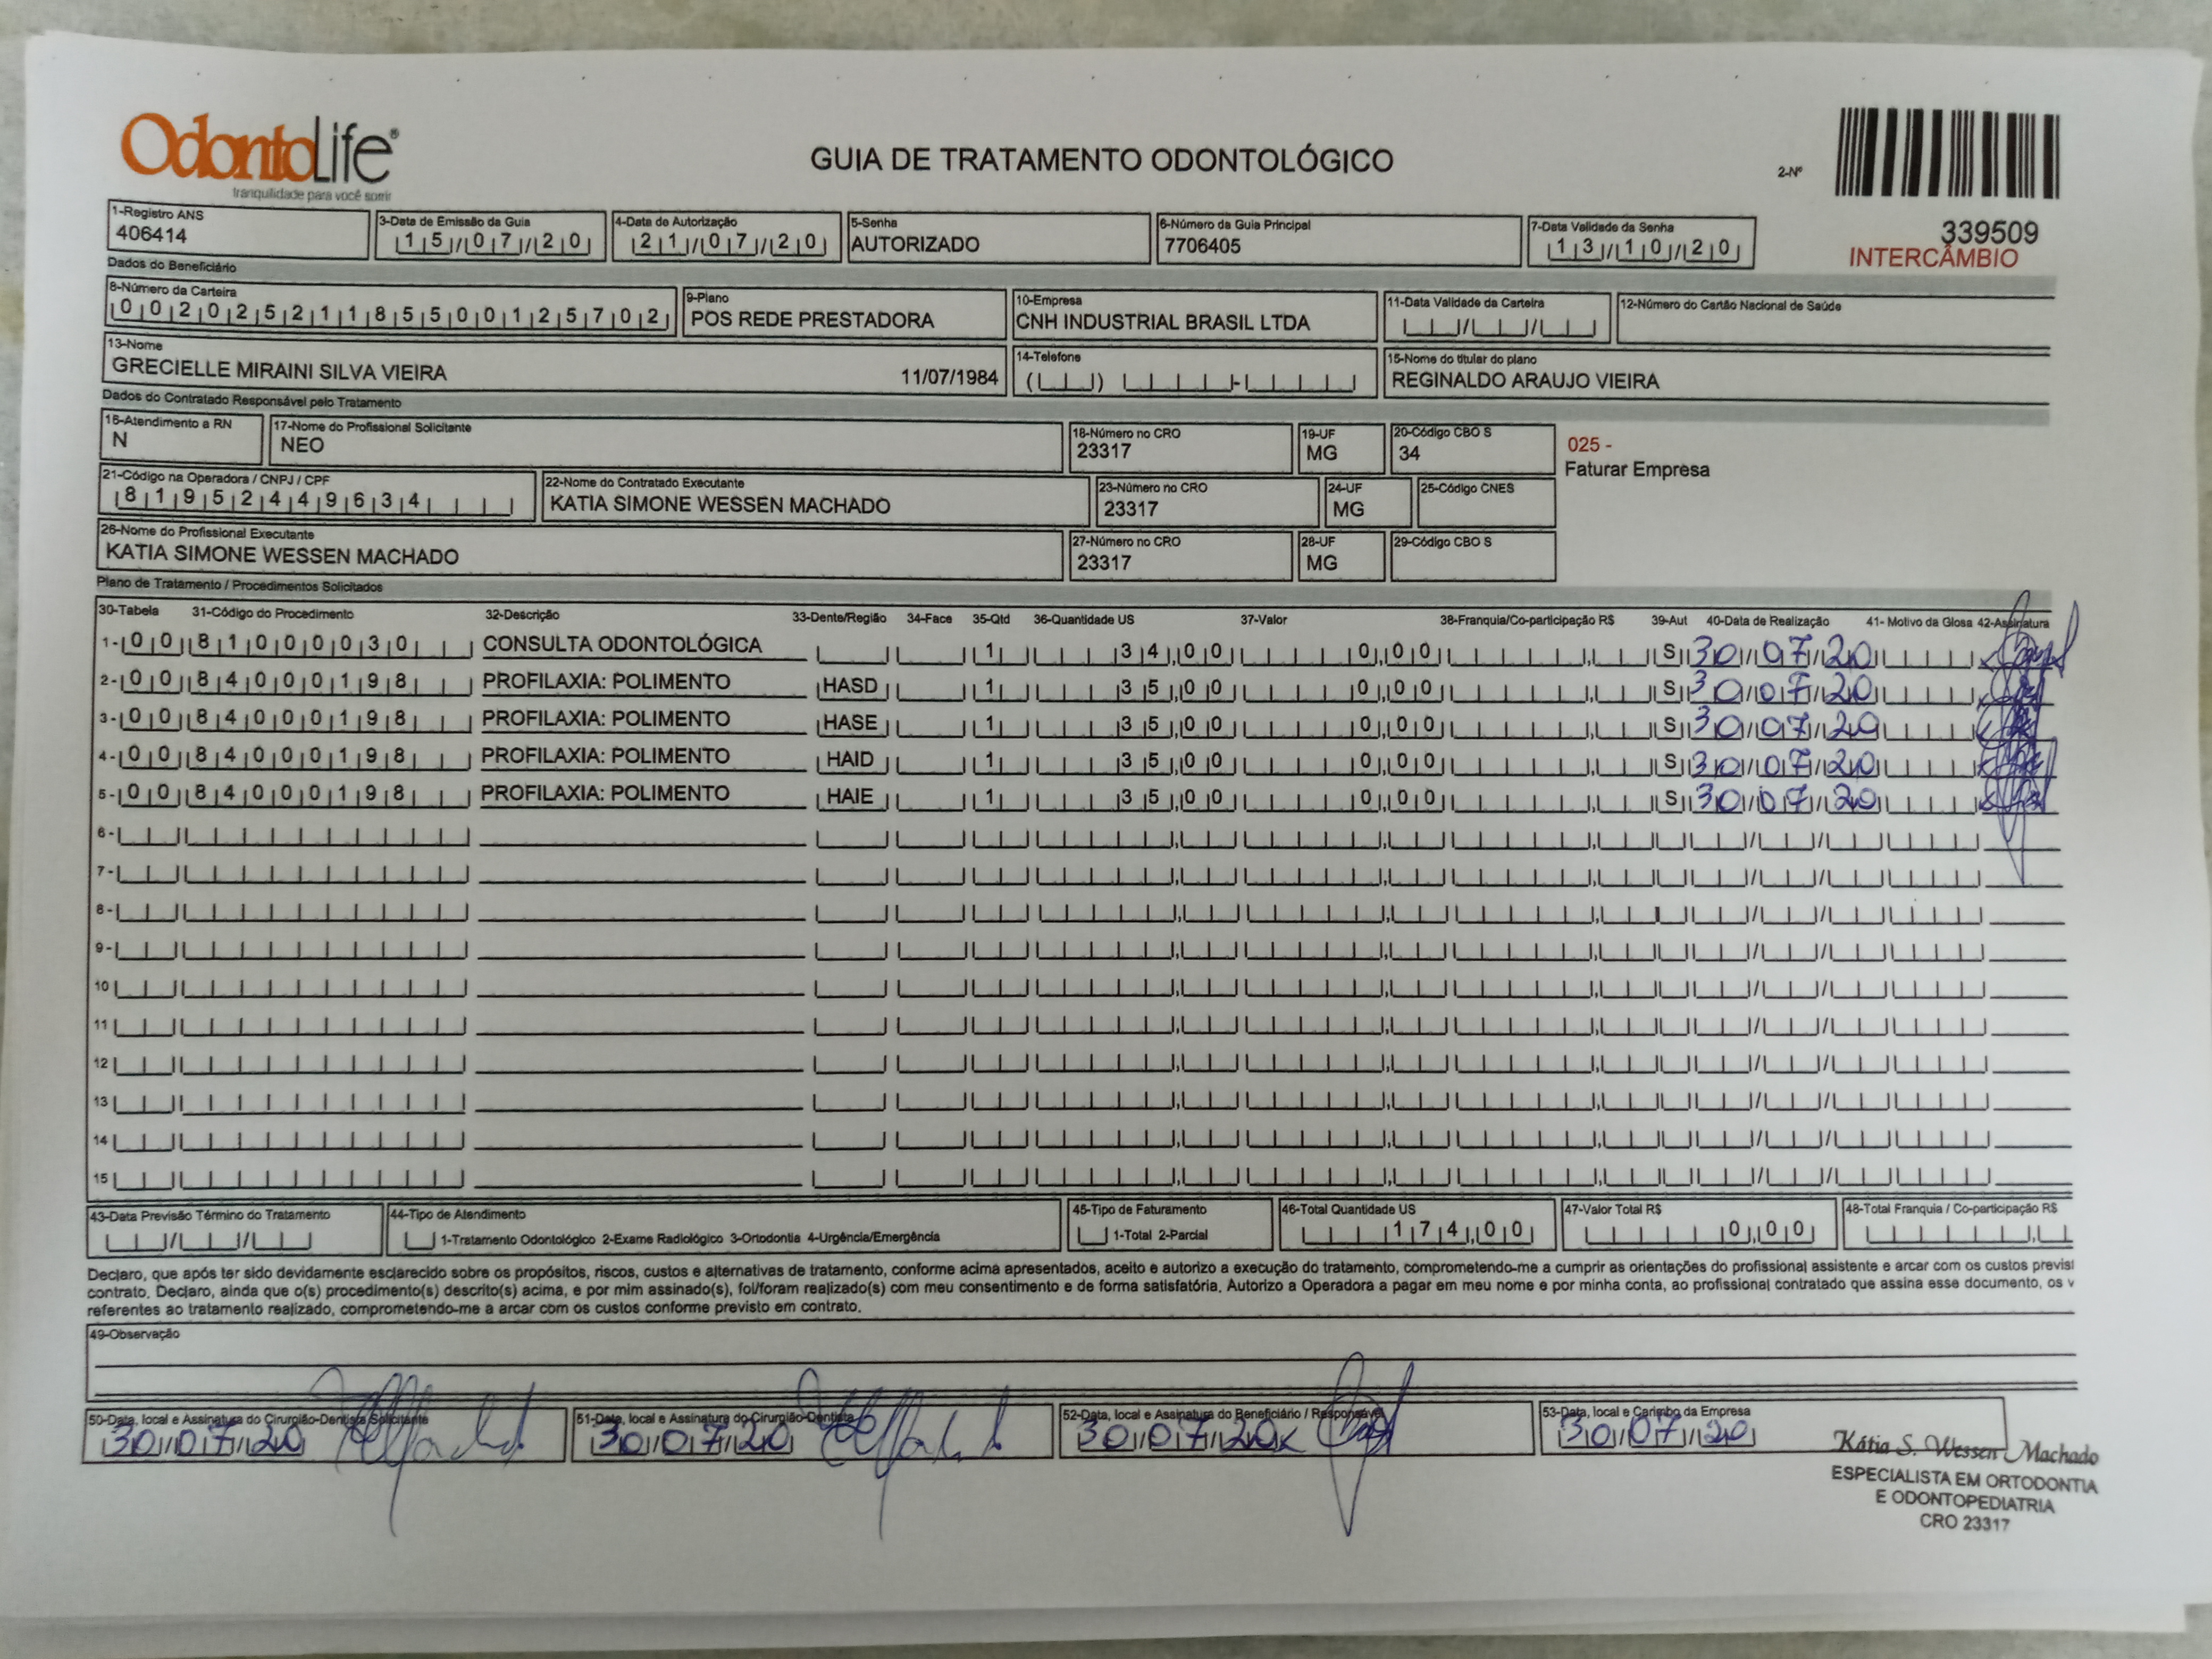 OdontoLife®
tranquilidade para você sorrir
GUIA DE TRATAMENTO ODONTOLÓGICO
2-Nº
339509
INTERCÂMBIO
1-Registro ANS
406414
3-Data de Emissão da Guia
15/07/20
4-Data de Autorização
21/07/20
5-Senha
AUTORIZADO
6-Número da Guia Principal
7706405
7-Data Validade da Senha
13/10/20
Dados do Beneficiário
8-Número da Carteira
00202521185500125702
9-Plano
POS REDE PRESTADORA
10-Empresa
CNH INDUSTRIAL BRASIL LTDA
11-Data Validade da Carteira
12-Número do Cartão Nacional de Saúde
13-Nome
GRECIELLE MIRAINI SILVA VIEIRA 11/07/1984
14-Telefone
15-Nome do titular do plano
REGINALDO ARAUJO VIEIRA
Dados do Contratado Responsável pelo Tratamento
16-Atendimento a RN
N
17-Nome do Profissional Solicitante
NEO
18-Número no CRO
23317
19-UF
MG
20-Código CBO S
34
025 -
Faturar Empresa
21-Código na Operadora / CNPJ / CPF
81952449634
22-Nome do Contratado Executante
KATIA SIMONE WESSEN MACHADO
23-Número no CRO
23317
24-UF
MG
25-Código CNES
26-Nome do Profissional Executante
KATIA SIMONE WESSEN MACHADO
27-Número no CRO
23317
28-UF
MG
29-Código CBO S
Plano de Tratamento / Procedimentos Solicitados
30-Tabela 31-Código do Procedimento 32-Descrição 33-Dente/Região 34-Face 35-Qtd 36-Quantidade US 37-Valor 38-Franquia/Co-participação R$ 39-Aut 40-Data de Realização 41- Motivo da Glosa 42-Assinatura
1- 00 81000030 CONSULTA ODONTOLÓGICA 1 34,00 0,00 S 30/07/20
2- 00 84000198 PROFILAXIA: POLIMENTO HASD 1 35,00 0,00 S 30/07/20
3- 00 84000198 PROFILAXIA: POLIMENTO HASE 1 35,00 0,00 S 30/07/20
4- 00 84000198 PROFILAXIA: POLIMENTO HAID 1 35,00 0,00 S 30/07/20
5- 00 84000198 PROFILAXIA: POLIMENTO HAIE 1 35,00 0,00 S 30/07/20
6-
7-
8-
9-
10
11
12
13
14
15
43-Data Previsão Término do Tratamento
44-Tipo de Atendimento
1-Tratamento Odontológico 2-Exame Radiológico 3-Ortodontia 4-Urgência/Emergência
45-Tipo de Faturamento
1-Total 2-Parcial
46-Total Quantidade US
174,00
47-Valor Total R$
0,00
48-Total Franquia / Co-participação R$
Declaro, que após ter sido devidamente esclarecido sobre os propósitos, riscos, custos e alternativas de tratamento, conforme acima apresentados, aceito e autorizo a execução do tratamento, comprometendo-me a cumprir as orientações do profissional assistente e arcar com os custos previst
contrato. Declaro, ainda que o(s) procedimento(s) descrito(s) acima, e por mim assinado(s), foi/foram realizado(s) com meu consentimento e de forma satisfatória. Autorizo a Operadora a pagar em meu nome e por minha conta, ao profissional contratado que assina esse documento, os v
referentes ao tratamento realizado, comprometendo-me a arcar com os custos conforme previsto em contrato.
49-Observação
50-Data, local e Assinatura do Cirurgião-Dentista Solicitante
30/07/20
51-Data, local e Assinatura do Cirurgião-Dentista
30/07/20
52-Data, local e Assinatura do Beneficiário / Responsável
30/07/20
53-Data, local e Carimbo da Empresa
30/07/20
Kátia S. Wessen Machado
ESPECIALISTA EM ORTODONTIA
E ODONTOPEDIATRIA
CRO 23317